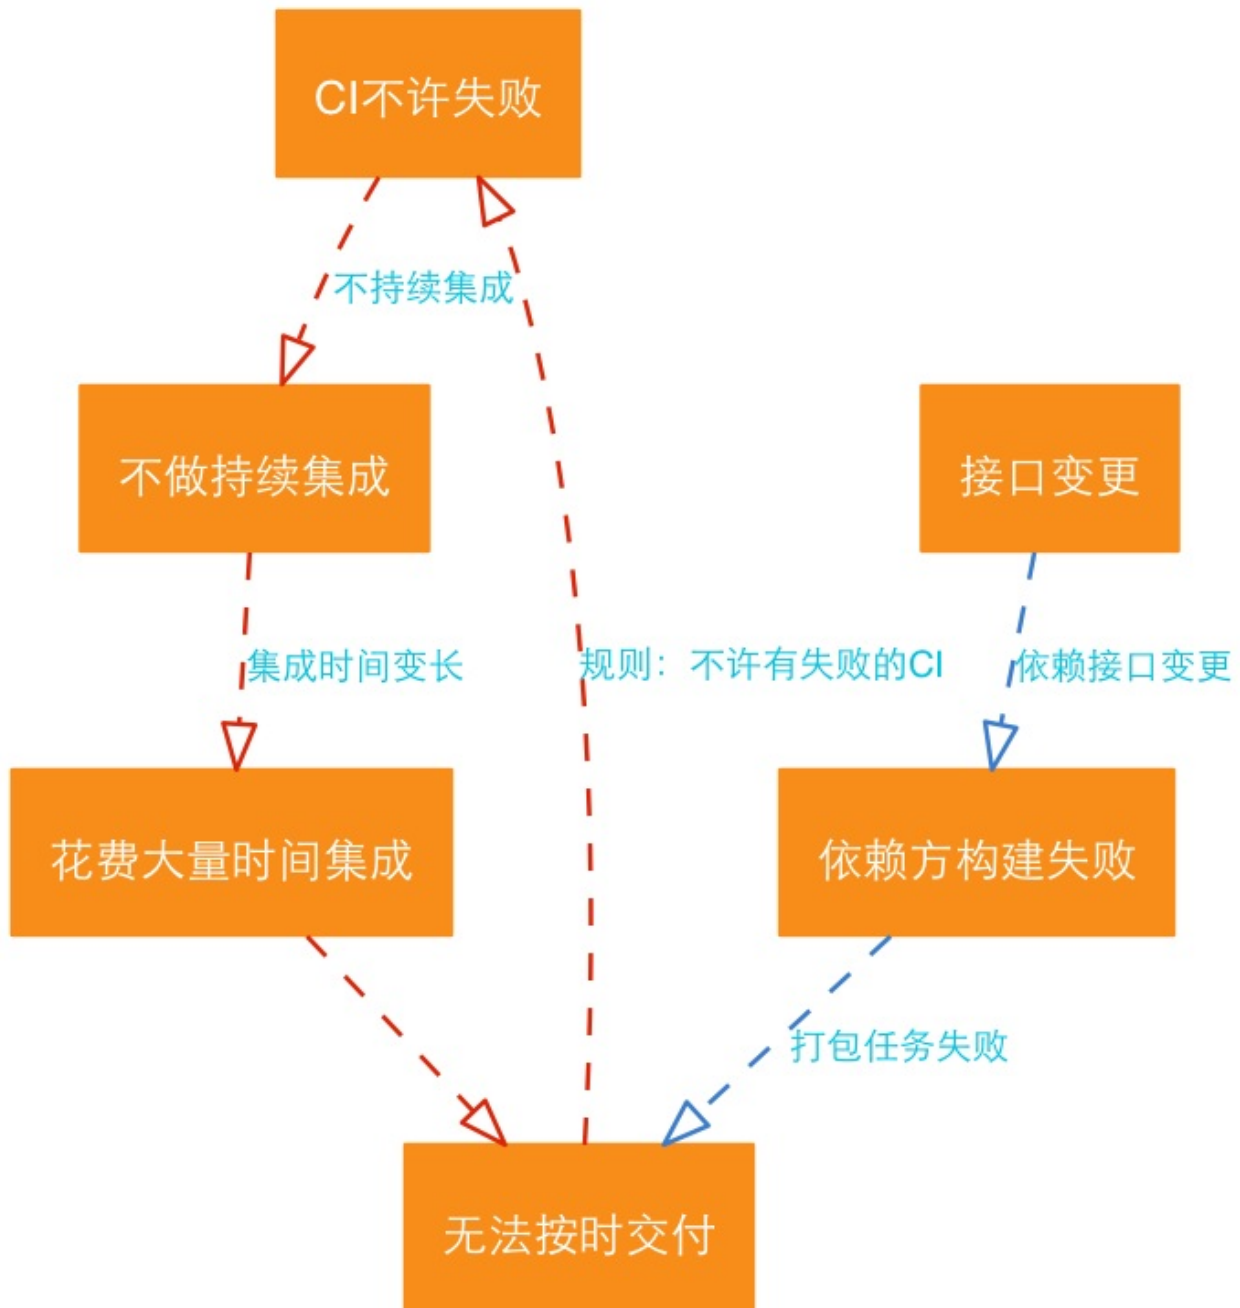 CI不许失败
不持续集成
不做持续集成
接口变更
集成时间变长
规则：不许有失败的CI
依赖接口变更
花费大量时间集成
依赖方构建失败
打包任务失败
无法按时交付